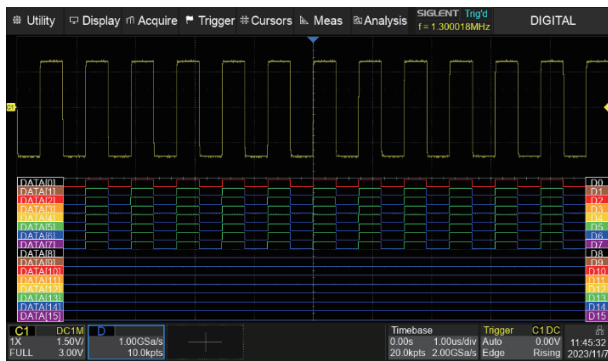 Utility Display Acquire Trigger Cursors Meas Analysis SIGLENT Trig'd DIGITAL
f = 1.300018MHz
C1
DATA[0] D0
DATA[1] D1
DATA[2] D2
DATA[3] D3
DATA[4] D4
DATA[5] D5
DATA[6] D6
DATA[7] D7
DATA[8] D8
DATA[9] D9
DATA[10] D10
DATA[11] D11
DATA[12] D12
DATA[13] D13
DATA[14] D14
DATA[15] D15
C1 DC1M D Timebase Trigger C1 DC
1X 1.50V/ 1.00GSa/s 0.00s 1.00us/div Auto 0.00V 11:45:32
FULL 3.00V 10.0kpts 20.0kpts 2.00GSa/s Edge Rising 2023/11/7